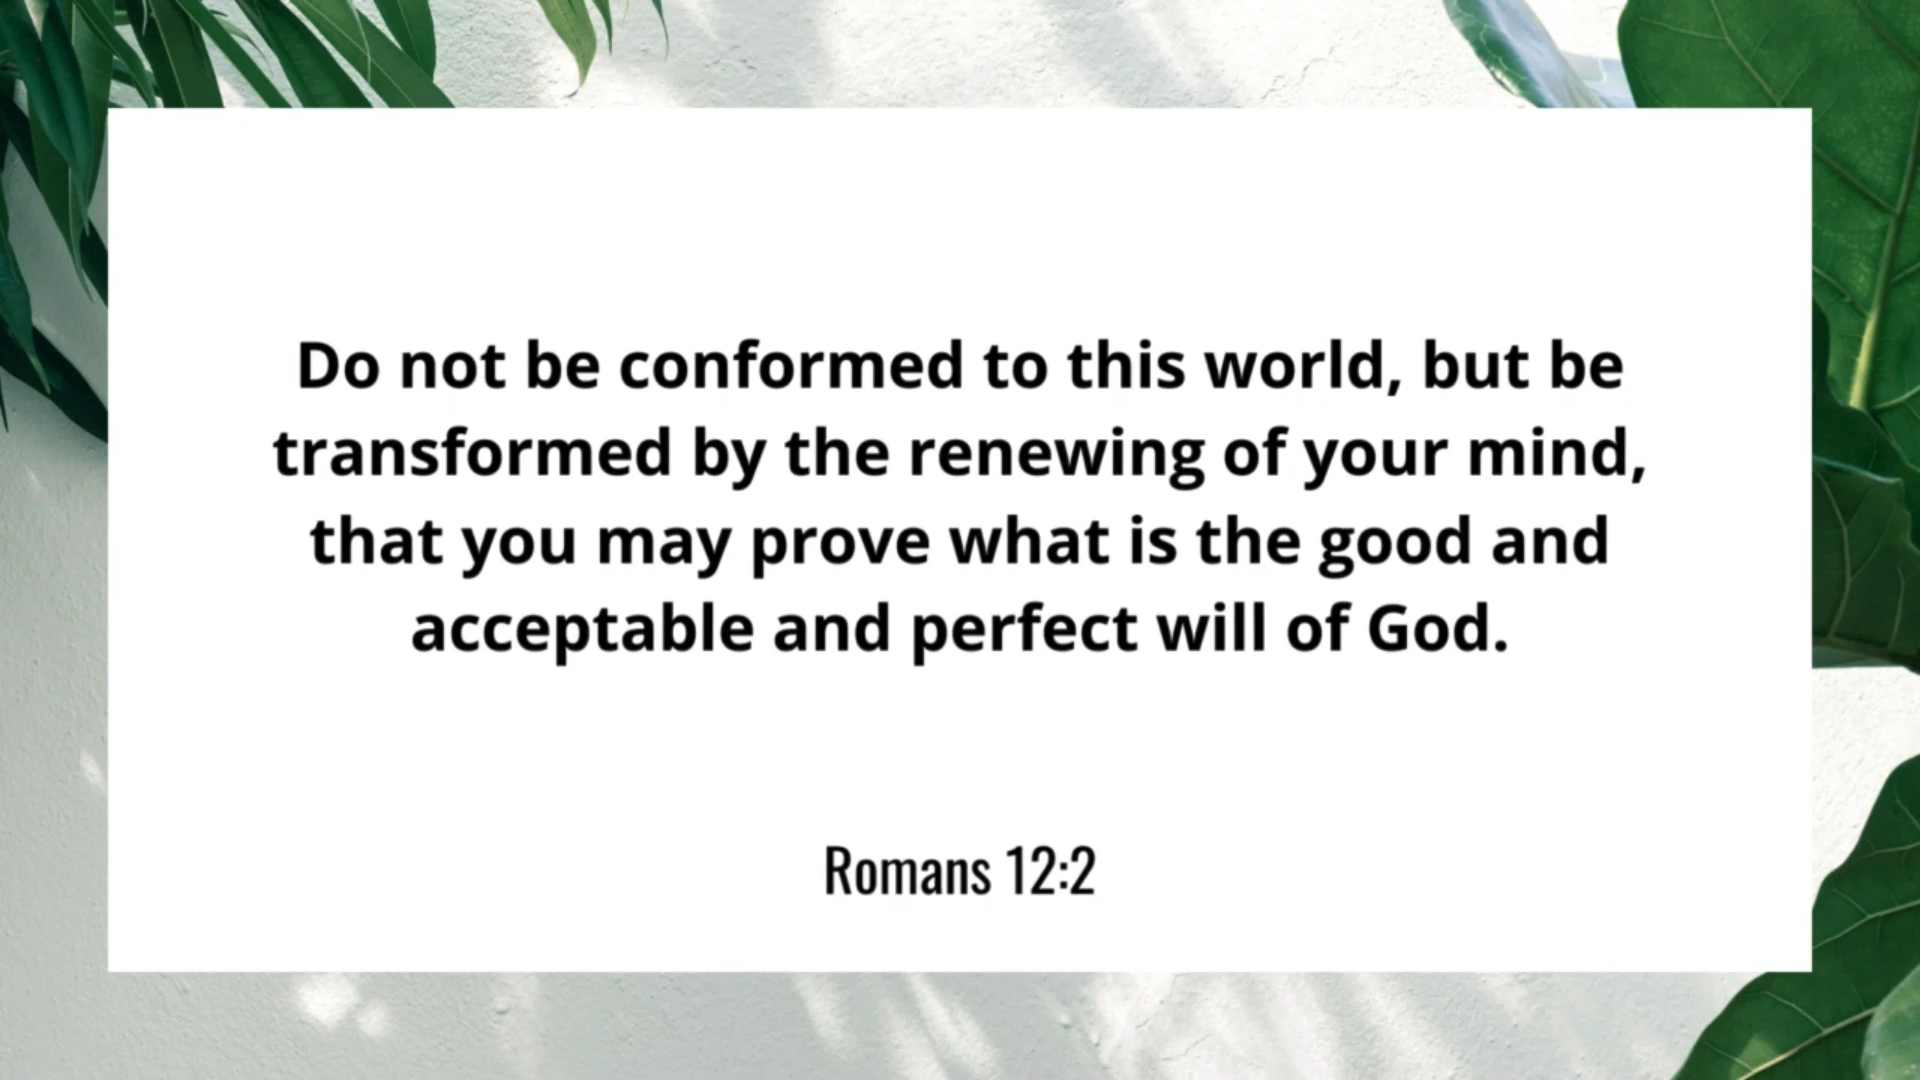 Do not be conformed to this world, but be
transformed by the renewing of your mind,
that you may prove what is the good and
acceptable and perfect will of God.
Romans 12:2